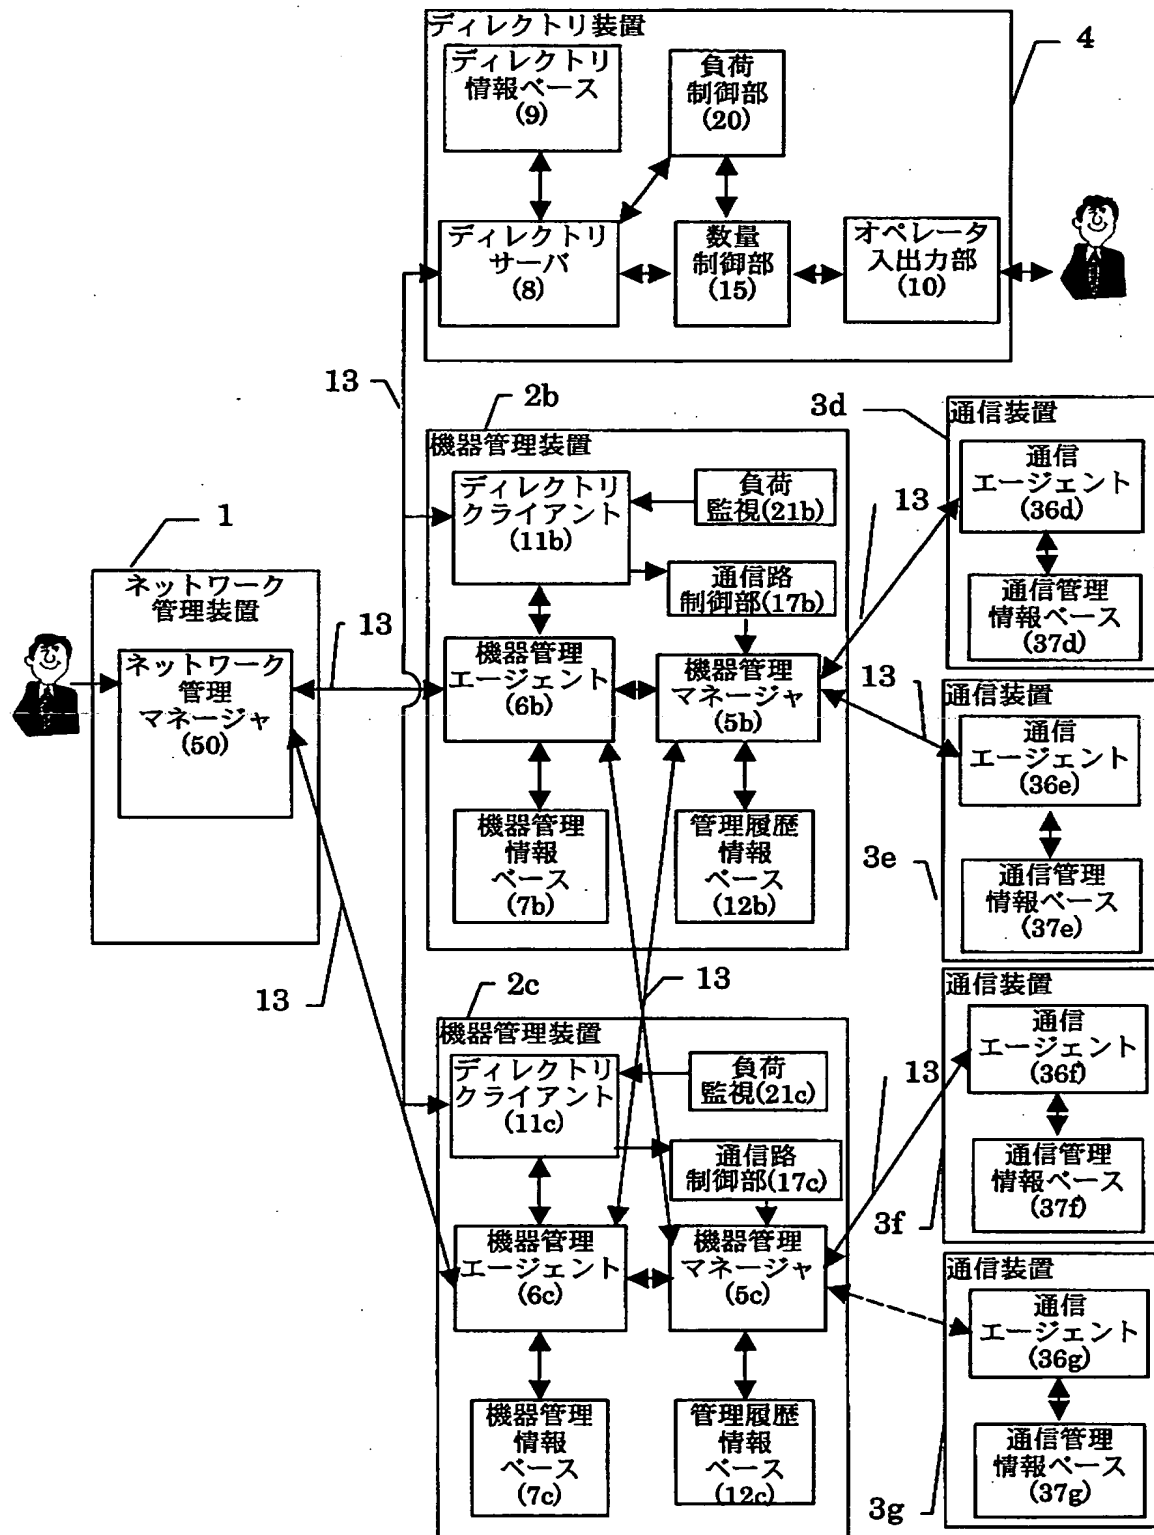 ディレクトリ装置
4
ディレクトリ
情報ベース
(9)
負荷
制御部
(20)
ディレクトリ
サーバ
(8)
数量
制御部
(15)
オペレータ
入出力部
(10)
13
2b
機器管理装置
ディレクトリ
クライアント
(11b)
負荷
監視(21b)
通信路
制御部(17b)
機器管理
エージェント
(6b)
機器管理
マネージャ
(5b)
機器管理
情報
ベース
(7b)
管理履歴
情報
ベース
(12b)
1
ネットワーク
管理装置
ネットワーク
管理
マネージャ
(50)
13
13
3d
通信装置
通信
エージェント
(36d)
通信管理
情報ベース
(37d)
13
13
通信装置
通信
エージェント
(36e)
3e
通信管理
情報ベース
(37e)
13
2c
機器管理装置
ディレクトリ
クライアント
(11c)
負荷
監視(21c)
通信路
制御部(17c)
機器管理
エージェント
(6c)
機器管理
マネージャ
(5c)
機器管理
情報
ベース
(7c)
管理履歴
情報
ベース
(12c)
通信装置
通信
エージェント
(36f)
13
通信管理
情報ベース
(37f)
3f
通信装置
通信
エージェント
(36g)
通信管理
情報ベース
(37g)
3g